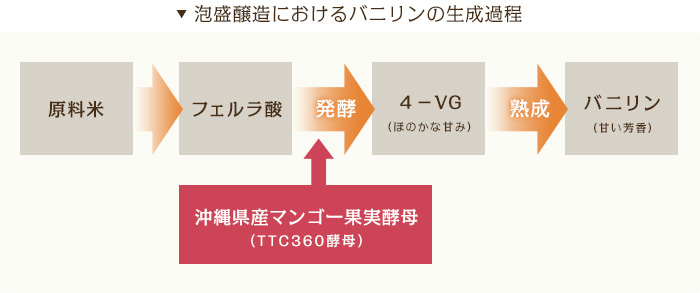 ▼ 泡盛醸造におけるバニリンの生成過程
原料米
フェルラ酸
発酵
4－VG
(ほのかな甘み)
熟成
バニリン
(甘い芳香)
沖縄県産マンゴー果実酵母
(TTC360酵母)